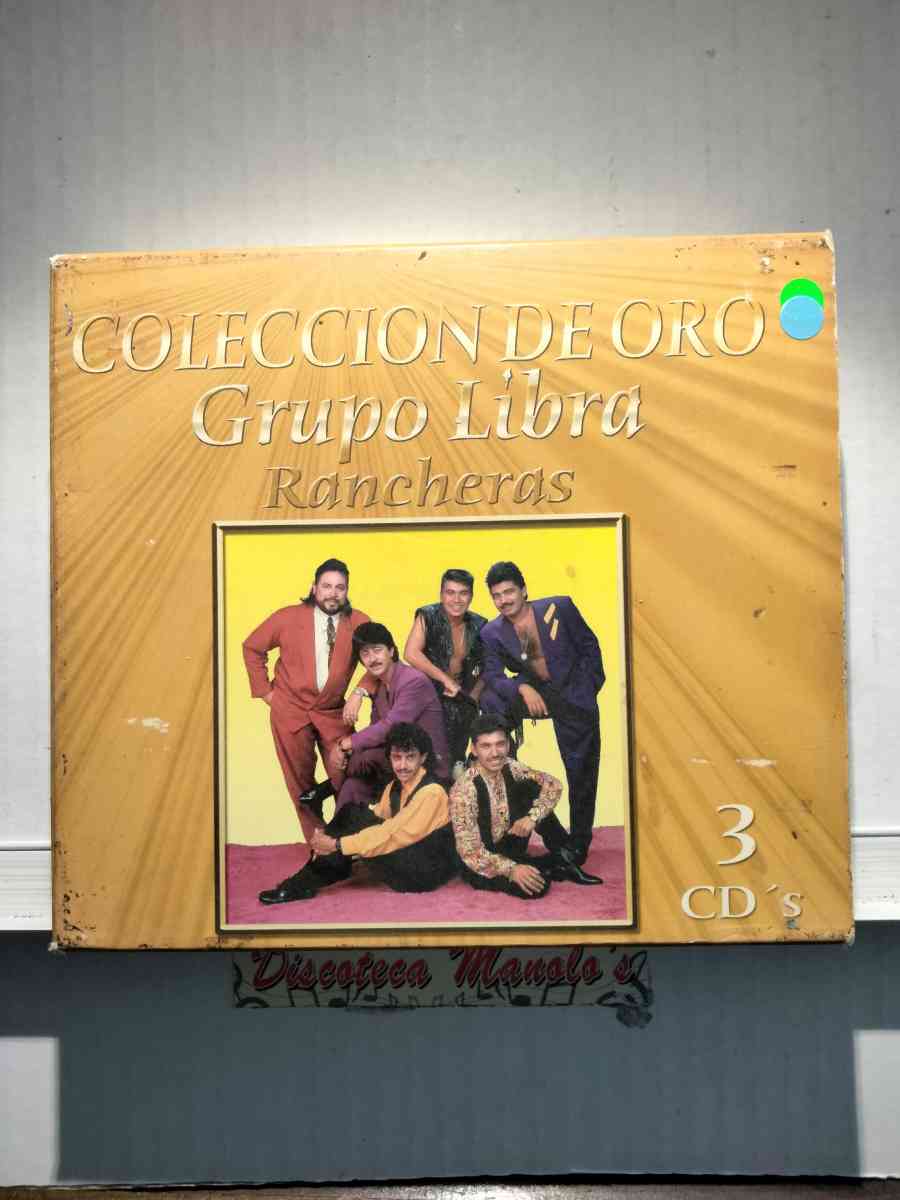 COLECCION DE ORO
Grupo Libra
Rancheras
3
CD´s
Discoteca Manolo´s